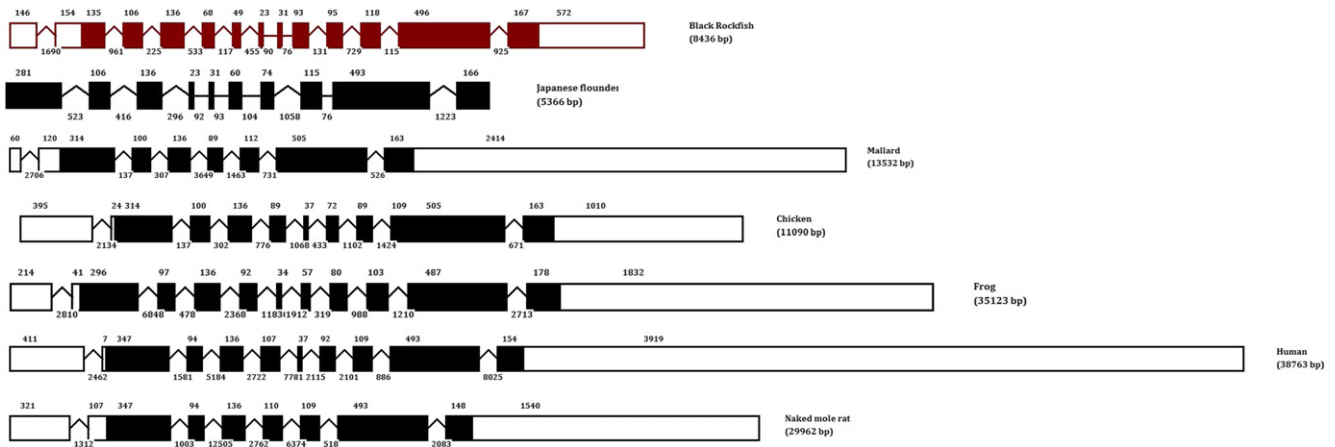 146 154 135 106 136 68 49 23 31 93 95 118 496 167 572
Black Rockfish
(8436 bp)
1690 961 225 533 117 455 90 76 131 729 115 925
281 106 136 23 31 60 74 115 493 166
Japanese flounder
(5366 bp)
523 416 296 92 93 104 1058 76 1223
60 120 314 100 136 89 112 505 163 2414
Mallard
(13532 bp)
2706 137 307 3649 1463 731 526
395 24 314 100 136 89 37 72 89 109 505 163 1010
Chicken
(11090 bp)
2134 137 302 776 1068 433 1102 1424 671
214 41 296 97 136 92 34 57 80 103 487 178 1832
Frog
(35123 bp)
2810 6848 478 2368 1912 319 988 1210 2713
411 7 347 94 136 107 37 92 109 493 154 3919
Human
(38763 bp)
2462 1581 5184 2722 7781 2115 2101 886 8025
321 107 347 94 136 110 109 493 148 1540
Naked mole rat
(29962 bp)
1312 1003 12505 2762 6374 518 2083